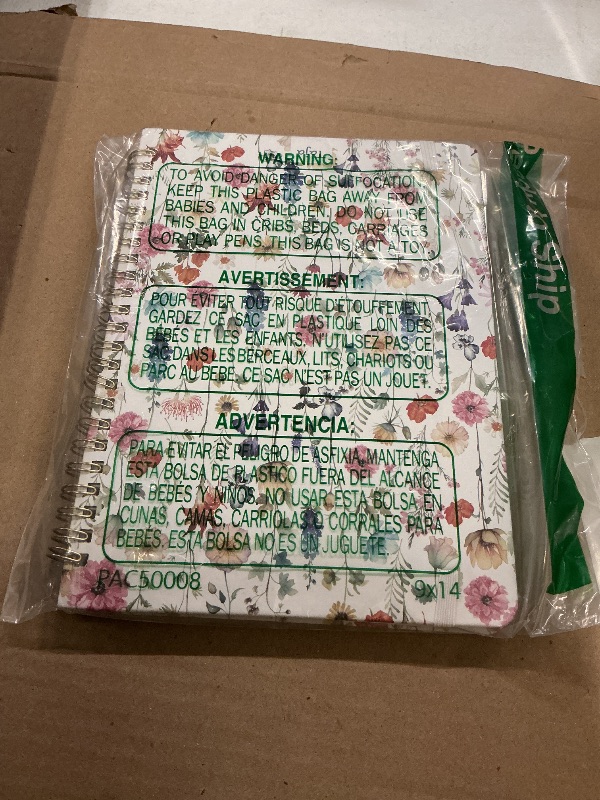 WARNING:
TO AVOID DANGER OF SUFFOCATION,
KEEP THIS PLASTIC BAG AWAY FROM
BABIES AND CHILDREN. DO NOT USE
THIS BAG IN CRIBS, BEDS, CARRIAGES
OR PLAY PENS. THIS BAG IS NOT A TOY.
AVERTISSEMENT:
POUR ÉVITER TOUT RISQUE D'ÉTOUFFEMENT,
GARDEZ CE SAC EN PLASTIQUE LOIN DES
BÉBÉS ET LES ENFANTS. N'UTILISEZ PAS CE
SAC DANS LES BERCEAUX, LITS, CHARIOTS OU
PARC AU BÉBÉ. CE SAC N'EST PAS UN JOUET.
ADVERTENCIA:
PARA EVITAR EL PELIGRO DE ASFIXIA, MANTENGA
ESTA BOLSA DE PLASTICO FUERA DEL ALCANCE
DE BEBÉS Y NIÑOS. NO USAR ESTA BOLSA EN
CUNAS, CAMAS, CARRIOLAS O CORRALES PARA
BEBÉS. ESTA BOLSA NO ES UN JUGUETE.
PAC50008 9x14
ship